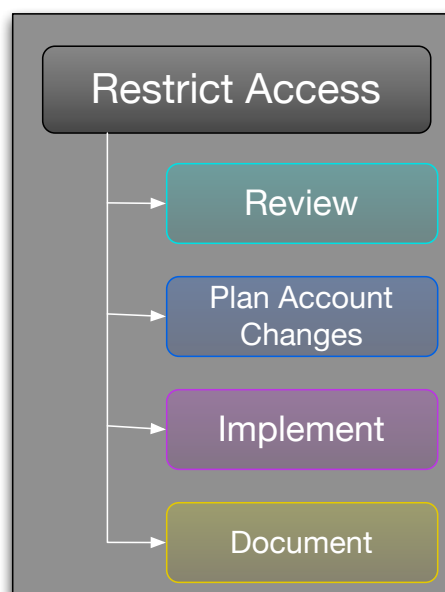 Restrict Access
Review
Plan Account
Changes
Implement
Document